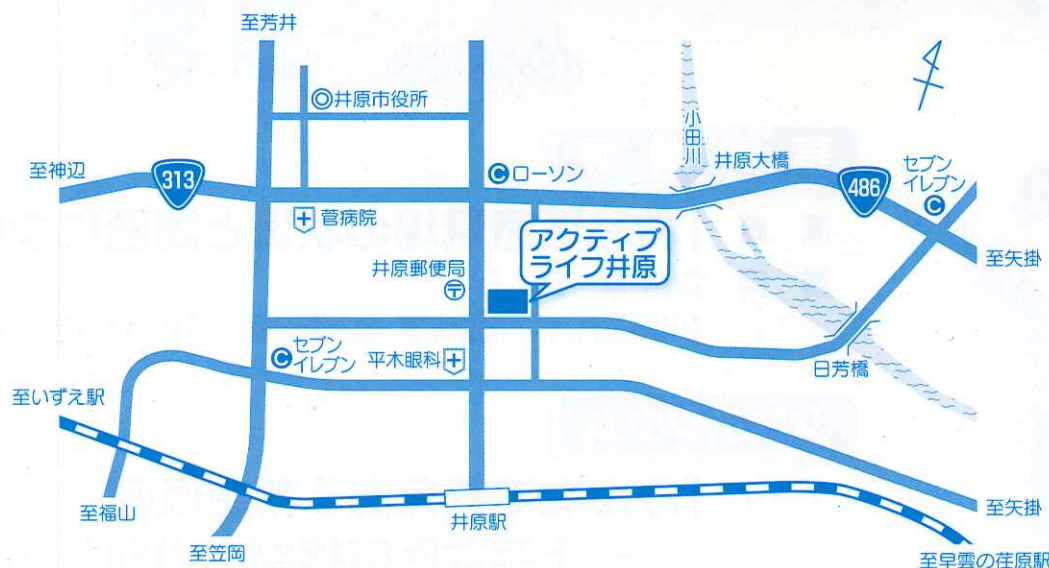 至芳井
井原市役所
小田川
井原大橋
セブン
イレブン
至神辺
313
ローソン
486
菅病院
アクティブ
ライフ井原
井原郵便局
至矢掛
セブン
イレブン
平木眼科
日芳橋
至いずえ駅
至福山
井原駅
至矢掛
至笠岡
至早雲の荘原駅